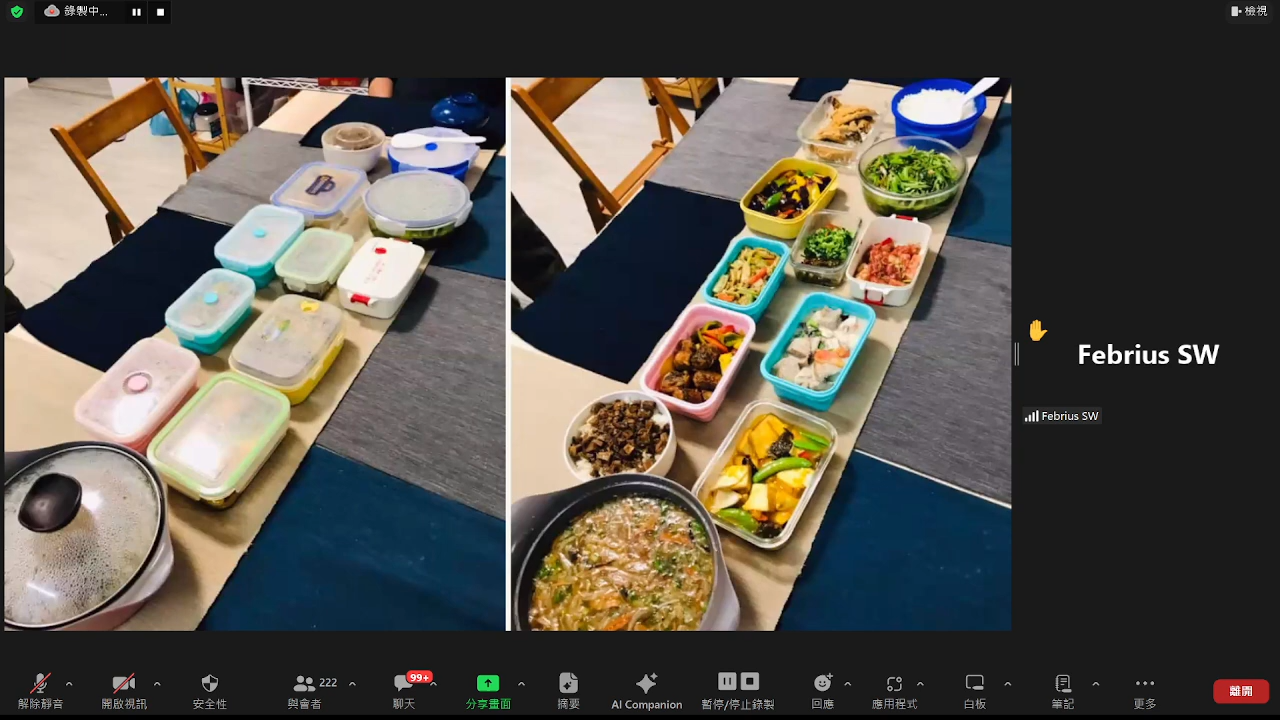 錄製中...
檢視
Febrius SW
Febrius SW
解除靜音
開啟視訊
安全性
222
與會者
99+
聊天
分享畫面
摘要
AI Companion
暫停/停止錄製
回應
應用程式
白板
筆記
更多
離開